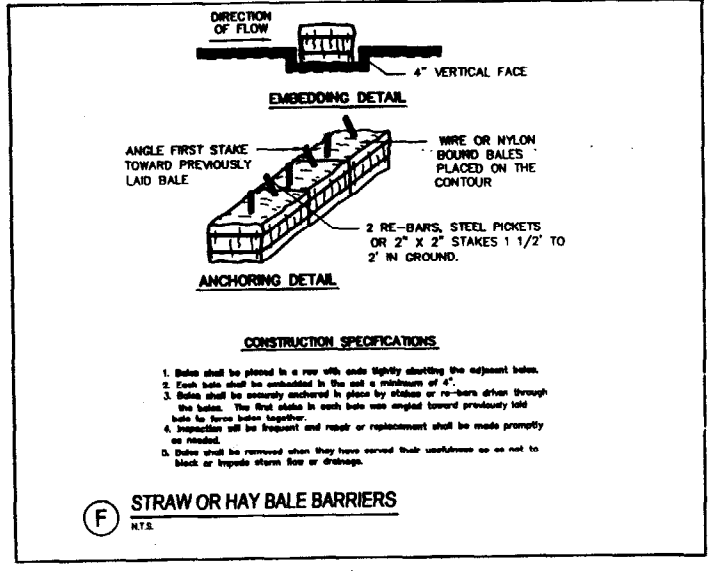 DIRECTION
OF FLOW
4" VERTICAL FACE
EMBEDDING DETAIL
ANGLE FIRST STAKE
TOWARD PREVIOUSLY
LAID BALE
WIRE OR NYLON
BOUND BALES
PLACED ON THE
CONTOUR
2 RE-BARS, STEEL PICKETS
OR 2" X 2" STAKES 1 1/2' TO
2' IN GROUND.
ANCHORING DETAIL
CONSTRUCTION SPECIFICATIONS
1. Bales shall be placed in a row with ends tightly abutting the adjacent bales.
2. Each bale shall be embedded in the soil a minimum of 4".
3. Bales shall be securely anchored in place by stakes or re-bars driven through
the bales. The first stake in each bale was angled toward previously laid
bale to force bales together.
4. Inspection will be frequent and repair or replacement shall be made promptly
as needed.
5. Bales shall be removed when they have served their usefulness so as not to
block or impede storm flow or drainage.
F STRAW OR HAY BALE BARRIERS
N.T.S.